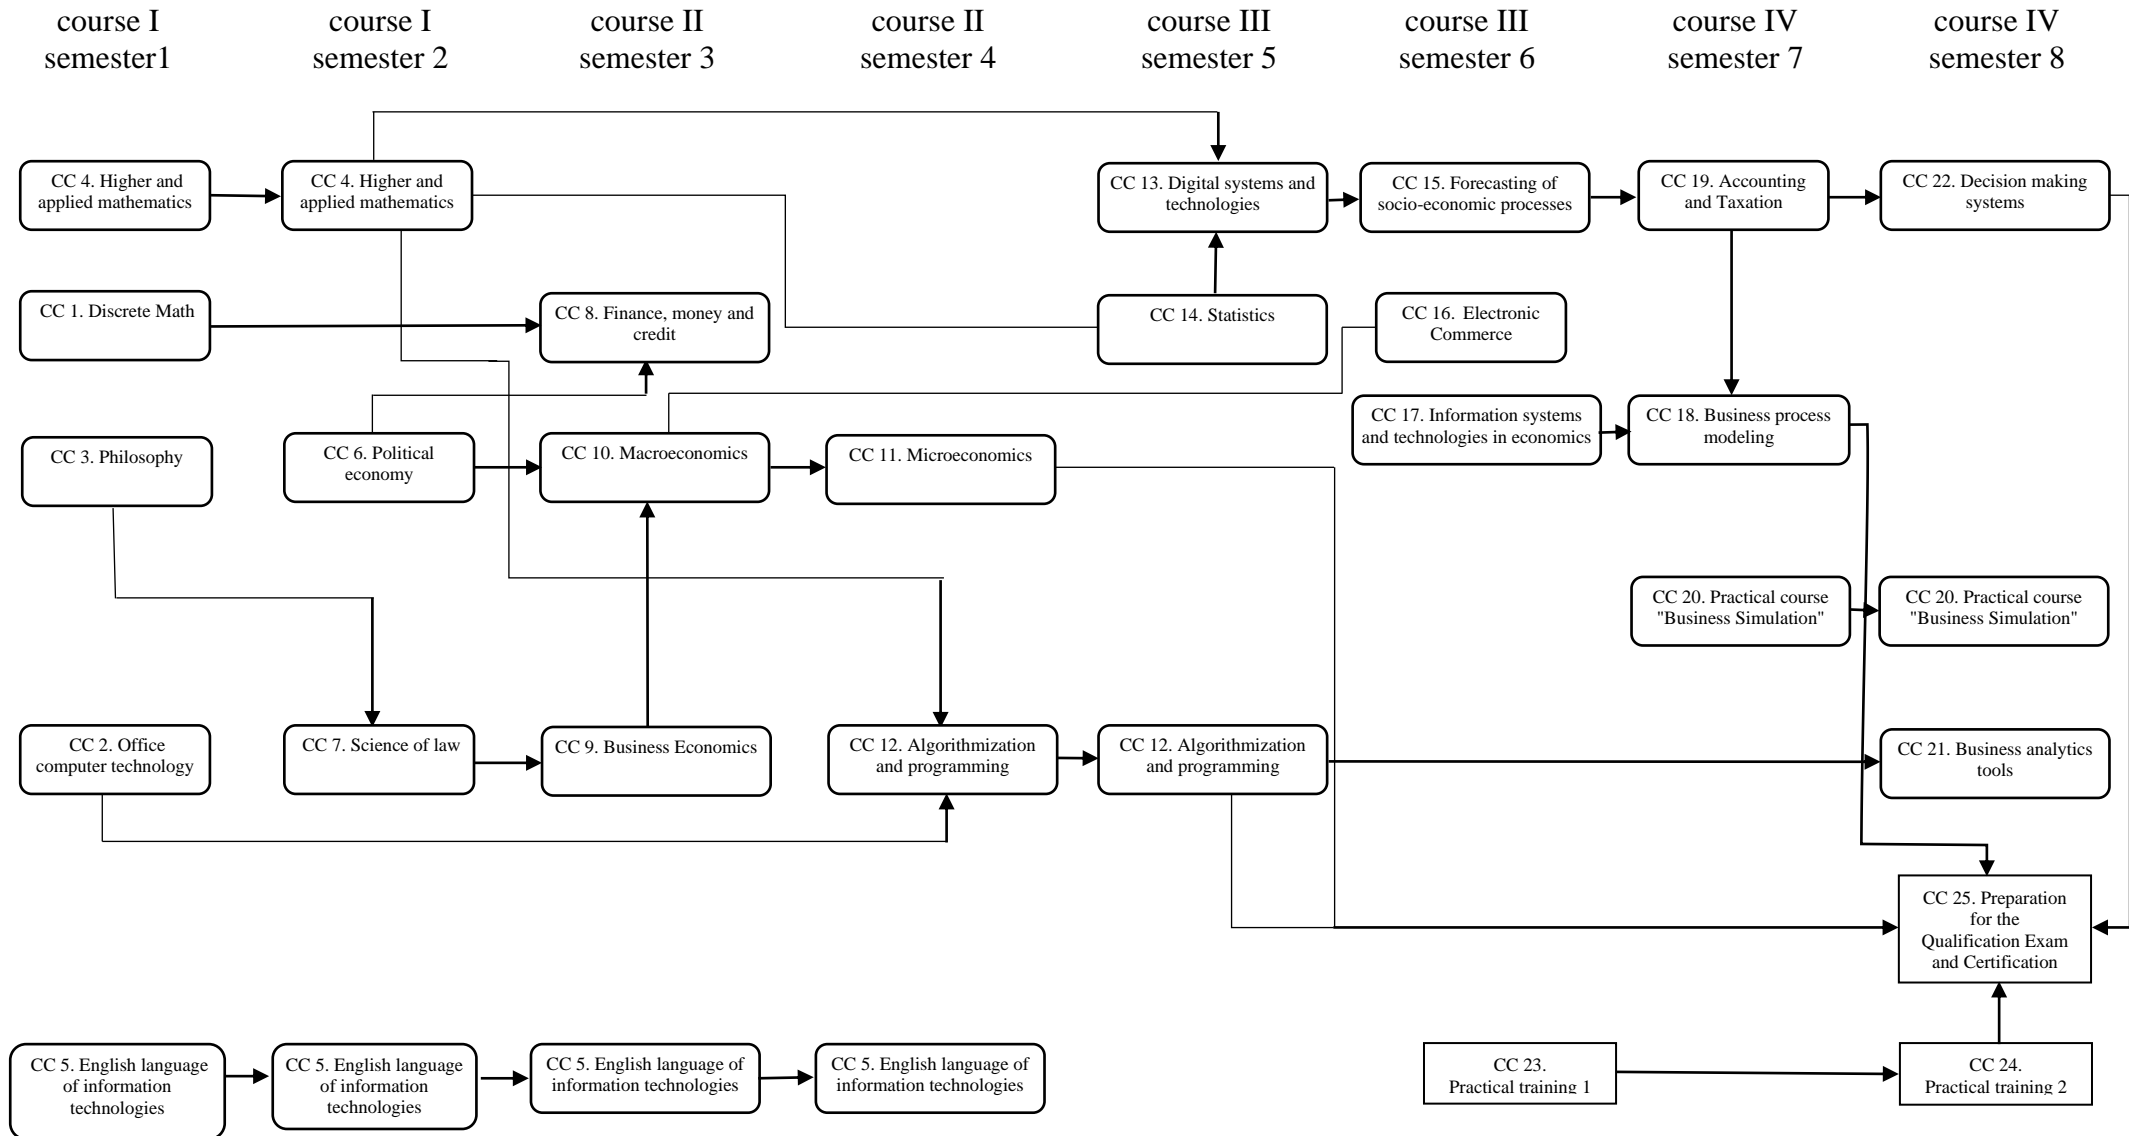 course I
semester1
course I
semester 2
course II
semester 3
course II
semester 4
course III
semester 5
course III
semester 6
course IV
semester 7
course IV
semester 8
CC 4. Higher and
applied mathematics
CC 4. Higher and
applied mathematics
CC 13. Digital systems and
technologies
CC 15. Forecasting of
socio-economic processes
CC 19. Accounting
and Taxation
CC 22. Decision making
systems
CC 1. Discrete Math
CC 8. Finance, money and
credit
CC 14. Statistics
CC 16. Electronic
Commerce
CC 3. Philosophy
CC 6. Political
economy
CC 10. Macroeconomics
CC 11. Microeconomics
CC 17. Information systems
and technologies in economics
CC 18. Business process
modeling
CC 20. Practical course
"Business Simulation"
CC 20. Practical course
"Business Simulation"
CC 2. Office
computer technology
CC 7. Science of law
CC 9. Business Economics
CC 12. Algorithmization
and programming
CC 12. Algorithmization
and programming
CC 21. Business analytics
tools
CC 25. Preparation
for the
Qualification Exam
and Certification
CC 5. English language
of information
technologies
CC 5. English language
of information
technologies
CC 5. English language of
information technologies
CC 5. English language of
information technologies
CC 23.
Practical training 1
CC 24.
Practical training 2